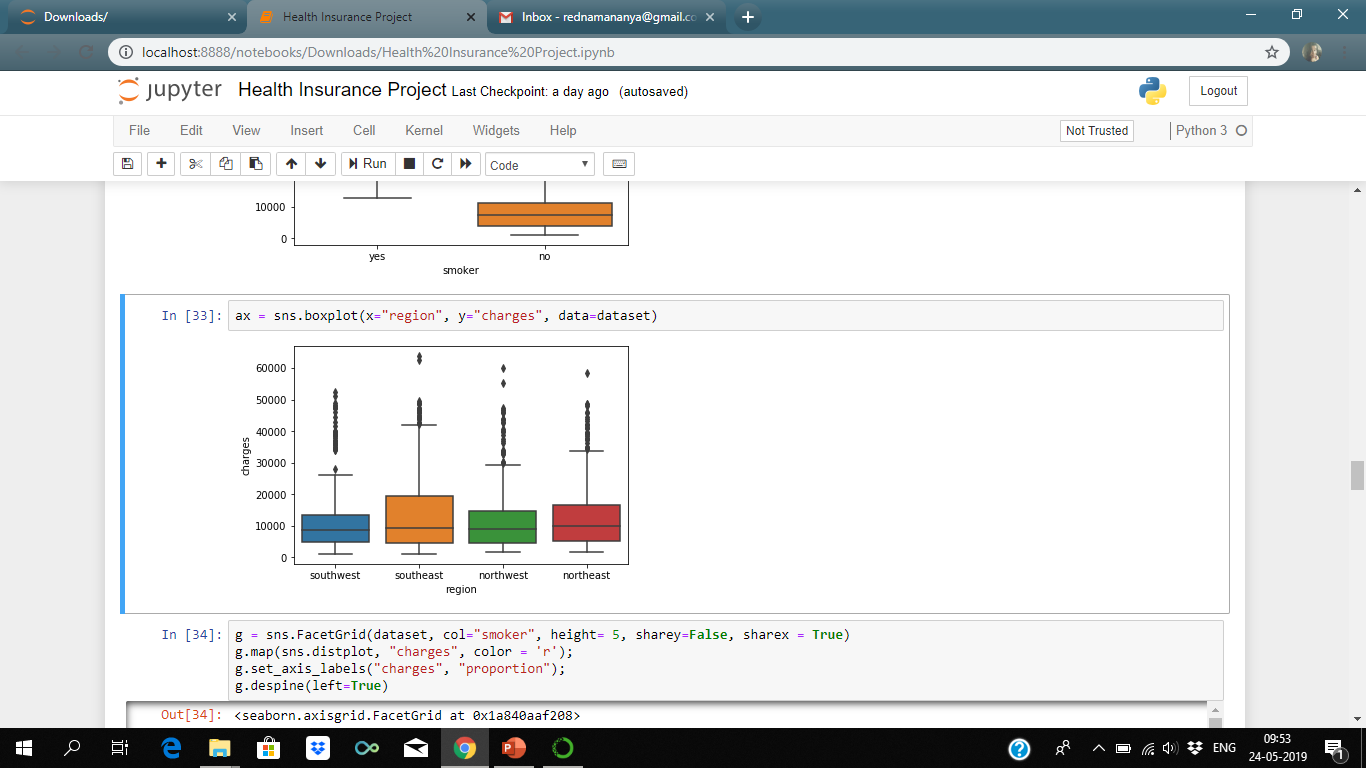 Downloads/
Health Insurance Project
Inbox - rednamananya@gmail.co
localhost:8888/notebooks/Downloads/Health%20Insurance%20Project.ipynb
jupyter Health Insurance Project Last Checkpoint: a day ago (autosaved)
Logout
File Edit View Insert Cell Kernel Widgets Help
Not Trusted
Python 3
Run
Code
10000
0
yes no
smoker
In [33]: ax = sns.boxplot(x="region", y="charges", data=dataset)
60000
50000
40000
30000
20000
10000
0
charges
southwest southeast northwest northeast
region
In [34]: g = sns.FacetGrid(dataset, col="smoker", height= 5, sharey=False, sharex = True)
g.map(sns.distplot, "charges", color = 'r');
g.set_axis_labels("charges", "proportion");
g.despine(left=True)
Out[34]: <seaborn.axisgrid.FacetGrid at 0x1a840aaf208>
ENG
09:53
24-05-2019
1